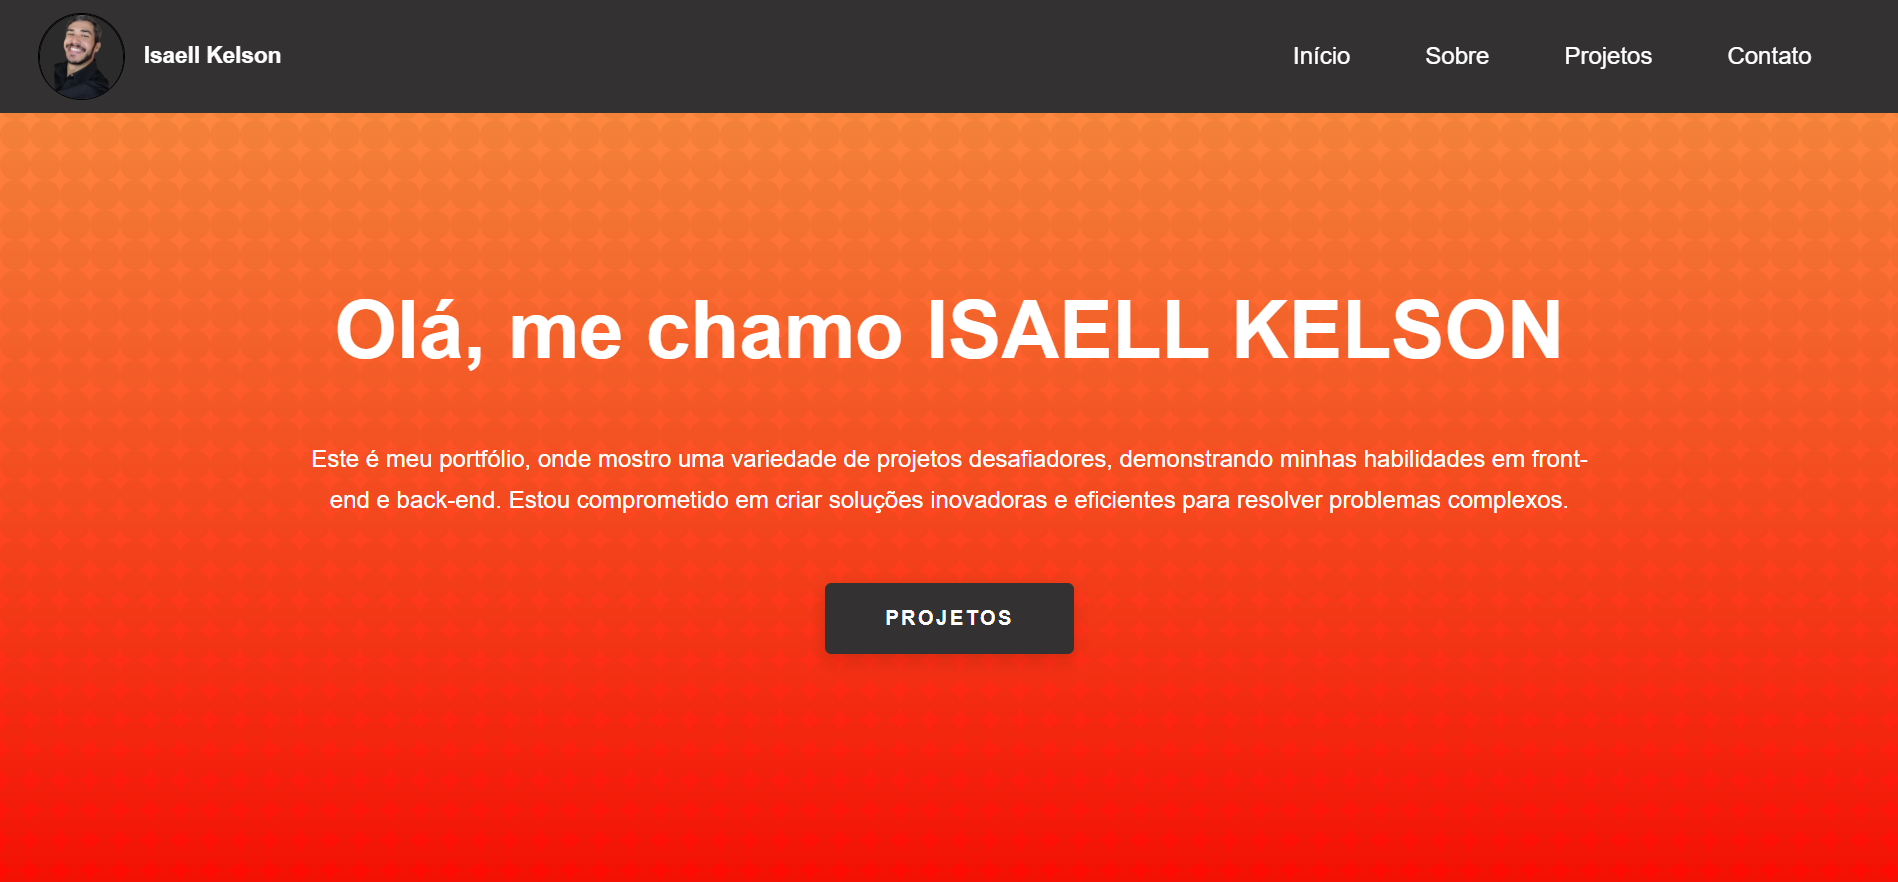 Isaell Kelson
Início Sobre Projetos Contato
Olá, me chamo ISAELL KELSON
Este é meu portfólio, onde mostro uma variedade de projetos desafiadores, demonstrando minhas habilidades em front-
end e back-end. Estou comprometido em criar soluções inovadoras e eficientes para resolver problemas complexos.
PROJETOS